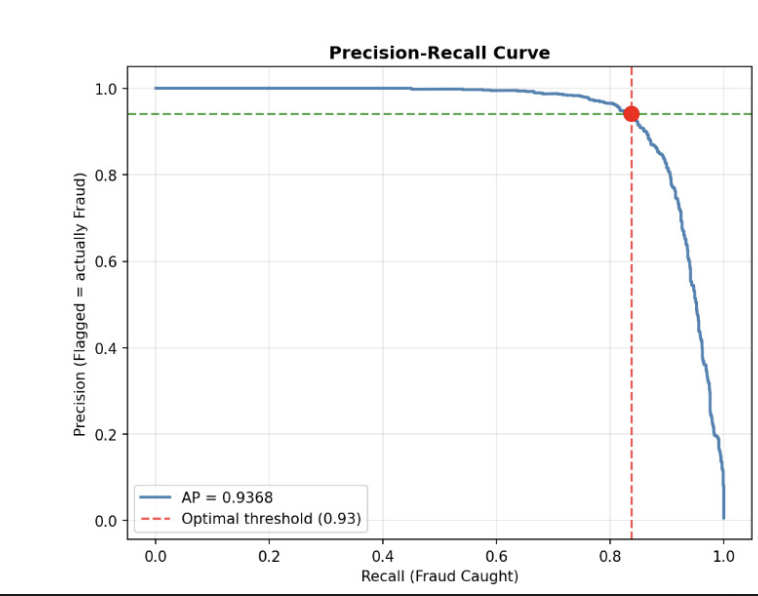 Precision-Recall Curve
1.0
0.8
0.6
0.4
0.2
0.0
Precision (Flagged = actually Fraud)
AP = 0.9368
Optimal threshold (0.93)
0.0 0.2 0.4 0.6 0.8 1.0
Recall (Fraud Caught)